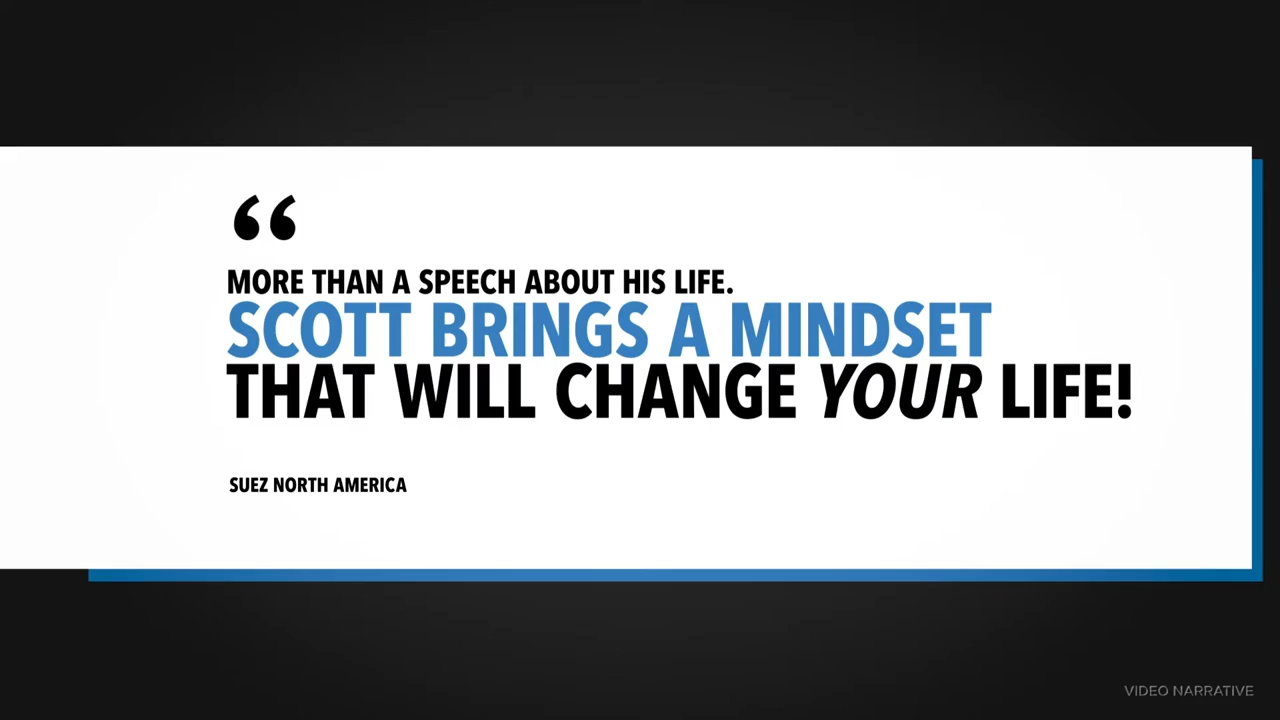 “
MORE THAN A SPEECH ABOUT HIS LIFE.
SCOTT BRINGS A MINDSET
THAT WILL CHANGE YOUR LIFE!
SUEZ NORTH AMERICA
VIDEO NARRATIVE